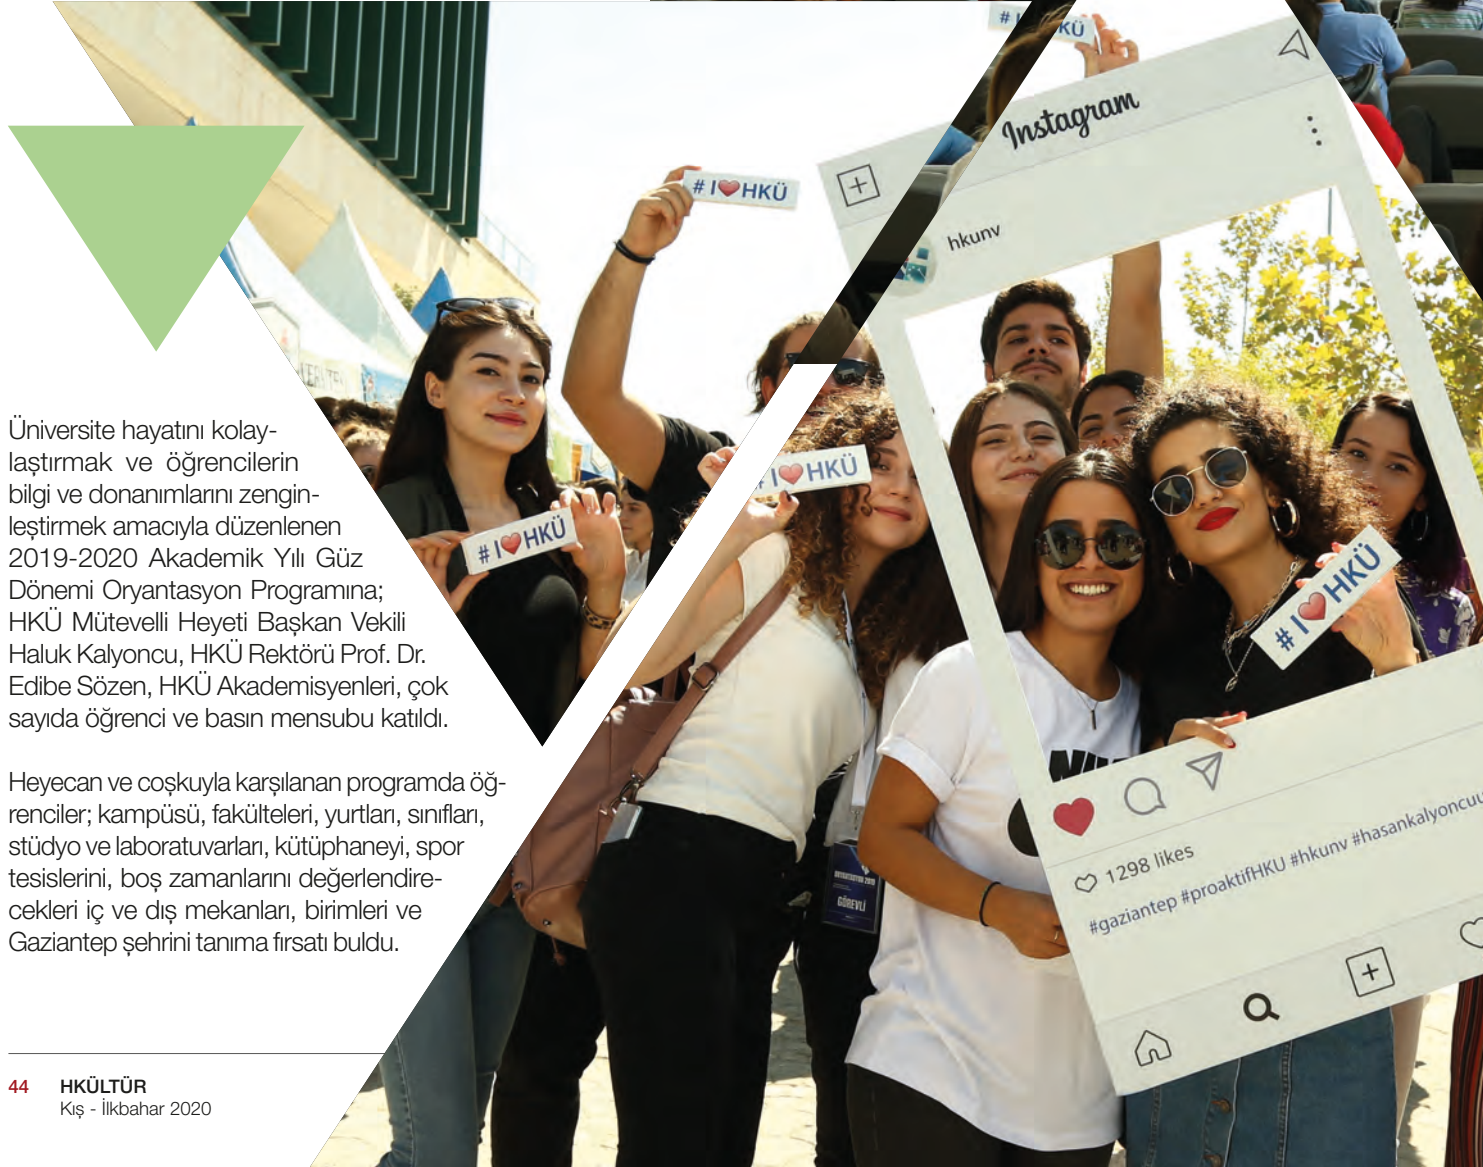 Üniversite hayatını kolay-
laştırmak ve öğrencilerin
bilgi ve donanımlarını zengin-
leştirmek amacıyla düzenlenen
2019-2020 Akademik Yılı Güz
Dönemi Oryantasyon Programına;
HKÜ Mütevelli Heyeti Başkan Vekili
Haluk Kalyoncu, HKÜ Rektörü Prof. Dr.
Edibe Sözen, HKÜ Akademisyenleri, çok
sayıda öğrenci ve basın mensubu katıldı.
Heyecan ve coşkuyla karşılanan programda öğ-
renciler; kampüsü, fakülteleri, yurtları, sınıfları,
stüdyo ve laboratuvarları, kütüphaneyi, spor
tesislerini, boş zamanlarını değerlendire-
cekleri iç ve dış mekanları, birimleri ve
Gaziantep şehrini tanıma fırsatı buldu.
44 HKÜLTÜR
Kış - İlkbahar 2020
# I❤HKÜ
# I❤HKÜ
I❤HKÜ
# I❤HKÜ
KÜ
Instagram
hkunv
1298 likes
#gaziantep #proaktifHKU #hkunv #hasankalyoncuu
ORYANTASYON 2019
GÖREVLİ